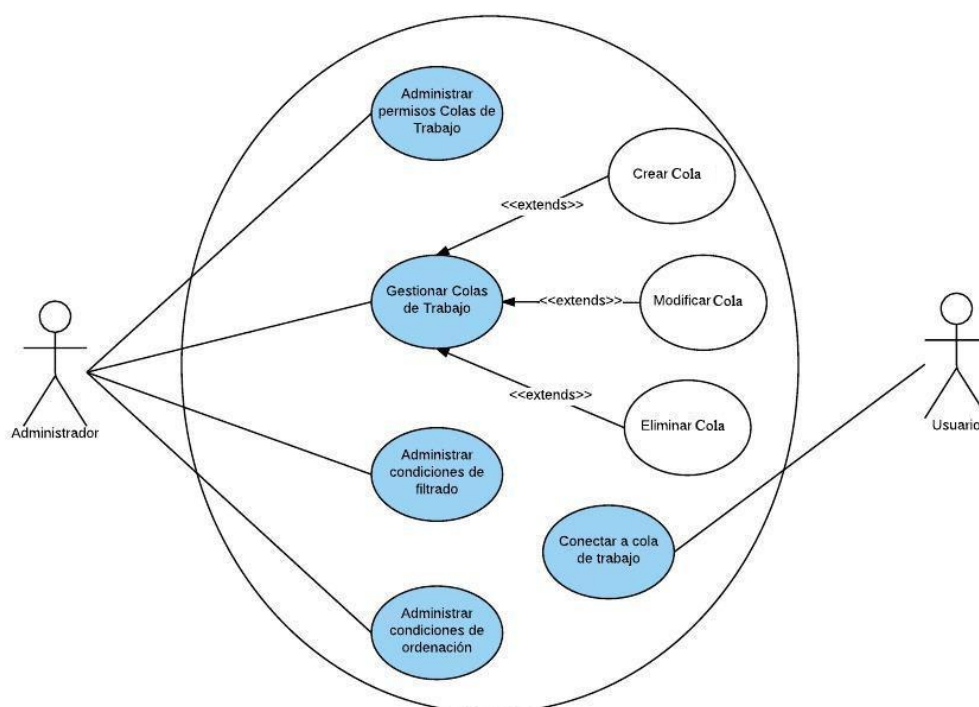 Administrar
permisos Colas de
Trabajo
Crear Cola
<<extends>>
Gestionar Colas
de Trabajo
<<extends>>
Modificar Cola
<<extends>>
Eliminar Cola
Administrador
Usuario
Administrar
condiciones de
filtrado
Conectar a cola
de trabajo
Administrar
condiciones de
ordenación